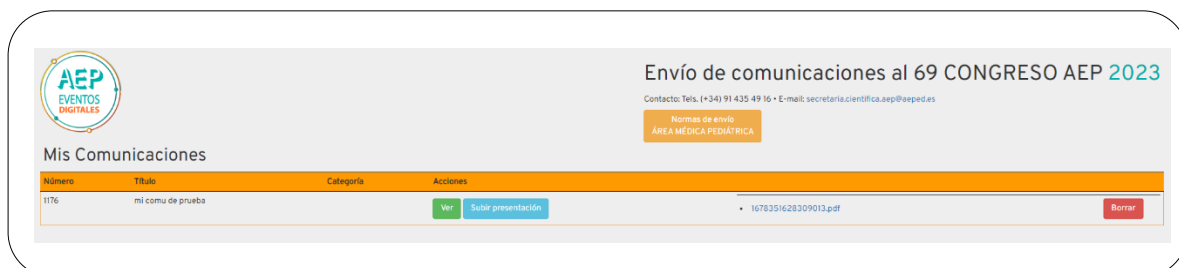 AEP
EVENTOS
DIGITALES
Envío de comunicaciones al 69 CONGRESO AEP 2023
Contacto: Tels. (+34) 91 435 49 16 • E-mail: secretaria.cientifica.aep@aeped.es
Normas de envío
ÁREA MÉDICA PEDIÁTRICA
Mis Comunicaciones
Número Título Categoría Acciones
1176 mi comu de prueba Ver Subir presentación • 1678351628309013.pdf Borrar